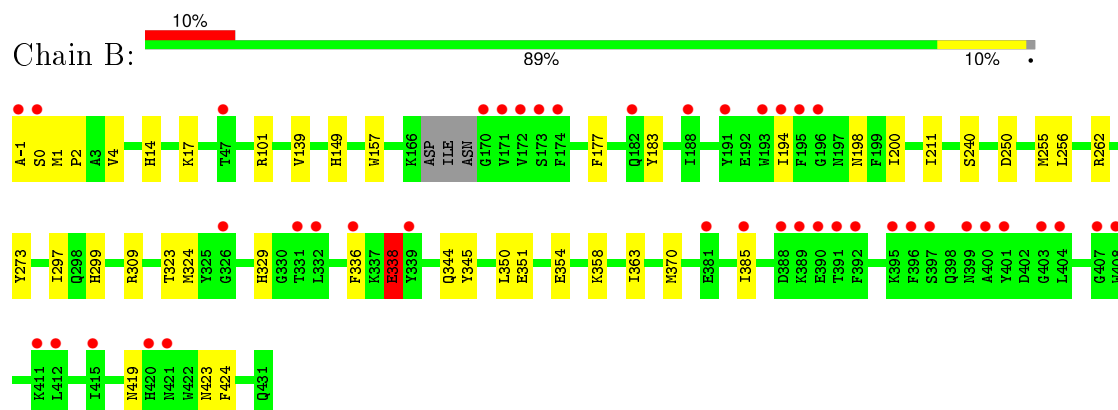 10%
Chain B:
89% 10% •
A-1 S0 M1 P2 A3 V4 H14 K17 T47 R101 V139 H149 W157 K166 ASP ILE ASN G170 V171 V172 S173 F174 F177 Q182 Y183 I188 Y191 E192 W193 I194 F195 G196 N197 N198 F199 I200 I211 S240 D250 M255 L256 R262
Y273 I297 Q298 H299 R309 T323 M324 Y325 G326 H329 G330 T331 L332 F336 K337 E338 Y339 Q344 Y345 L350 E351 E354 K358 I363 M370 E381 I385 D388 K389 E390 T391 F392 K395 F396 S397 Q398 N399 A400 Y401 D402 G403 L404 G407 W408
K411 L412 I415 N419 H420 N421 W422 N423 F424 Q431